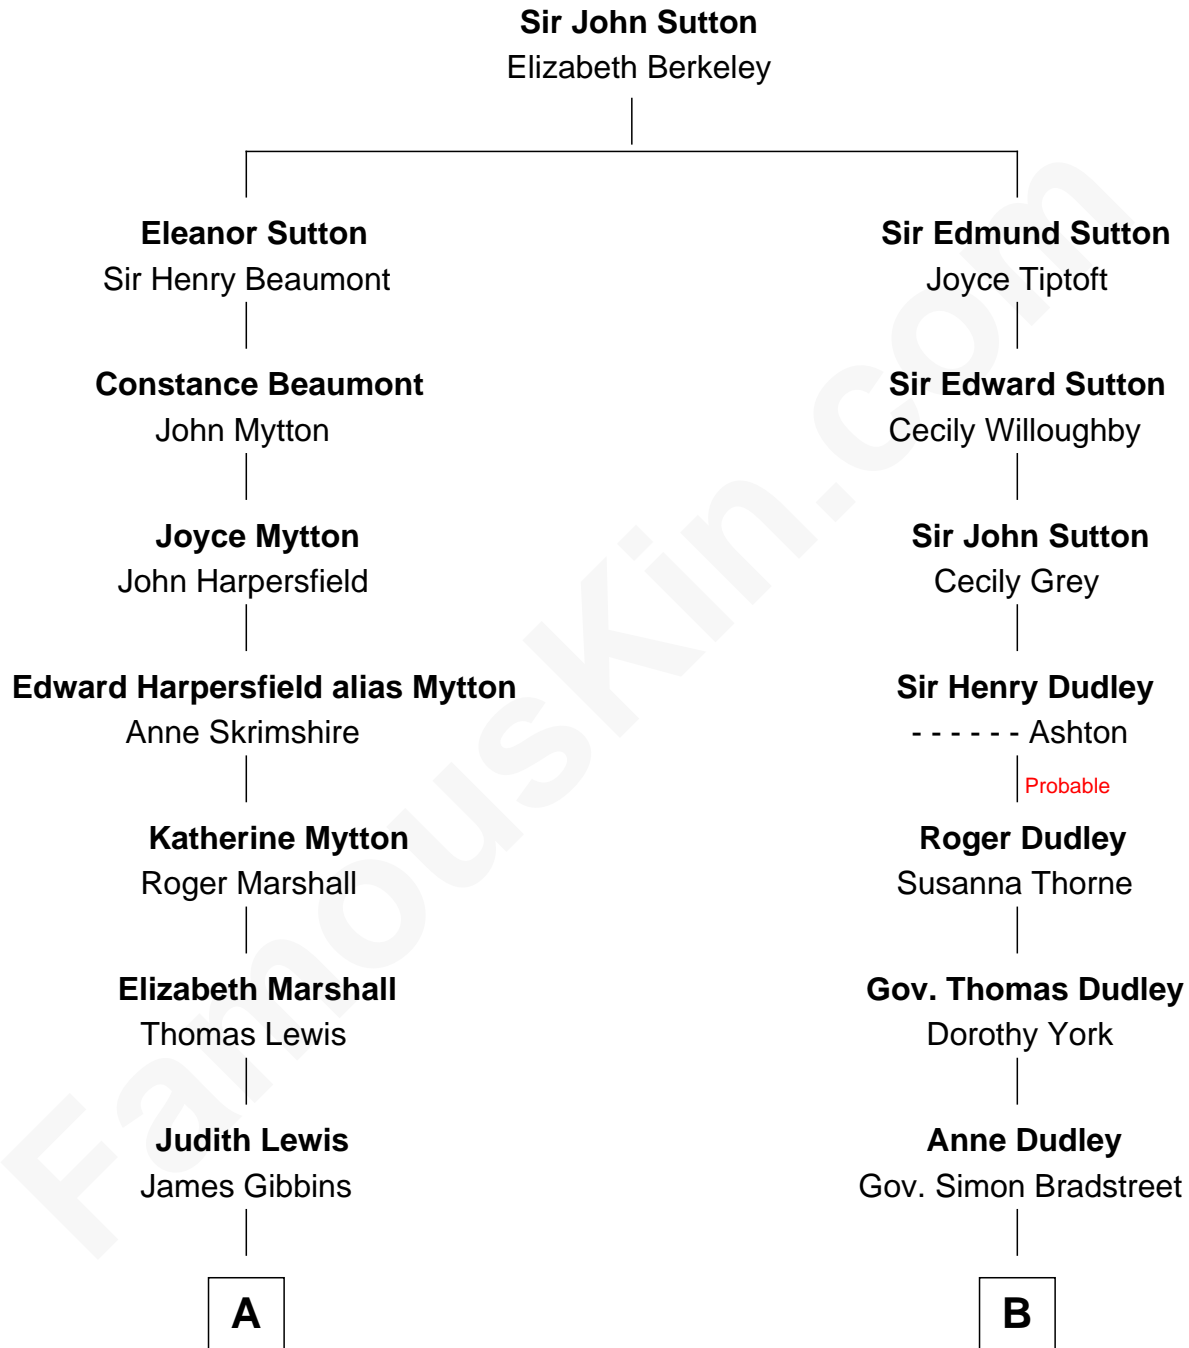 Sir John Sutton
Elizabeth Berkeley
Eleanor Sutton
Sir Henry Beaumont
Constance Beaumont
John Mytton
Joyce Mytton
John Harpersfield
Edward Harpersfield alias Mytton
Anne Skrimshire
Katherine Mytton
Roger Marshall
Elizabeth Marshall
Thomas Lewis
Judith Lewis
James Gibbins
A
Sir Edmund Sutton
Joyce Tiptoft
Sir Edward Sutton
Cecily Willoughby
Sir John Sutton
Cecily Grey
Sir Henry Dudley
- - - - - - Ashton
Probable
Roger Dudley
Susanna Thorne
Gov. Thomas Dudley
Dorothy York
Anne Dudley
Gov. Simon Bradstreet
B
FamousKin.com